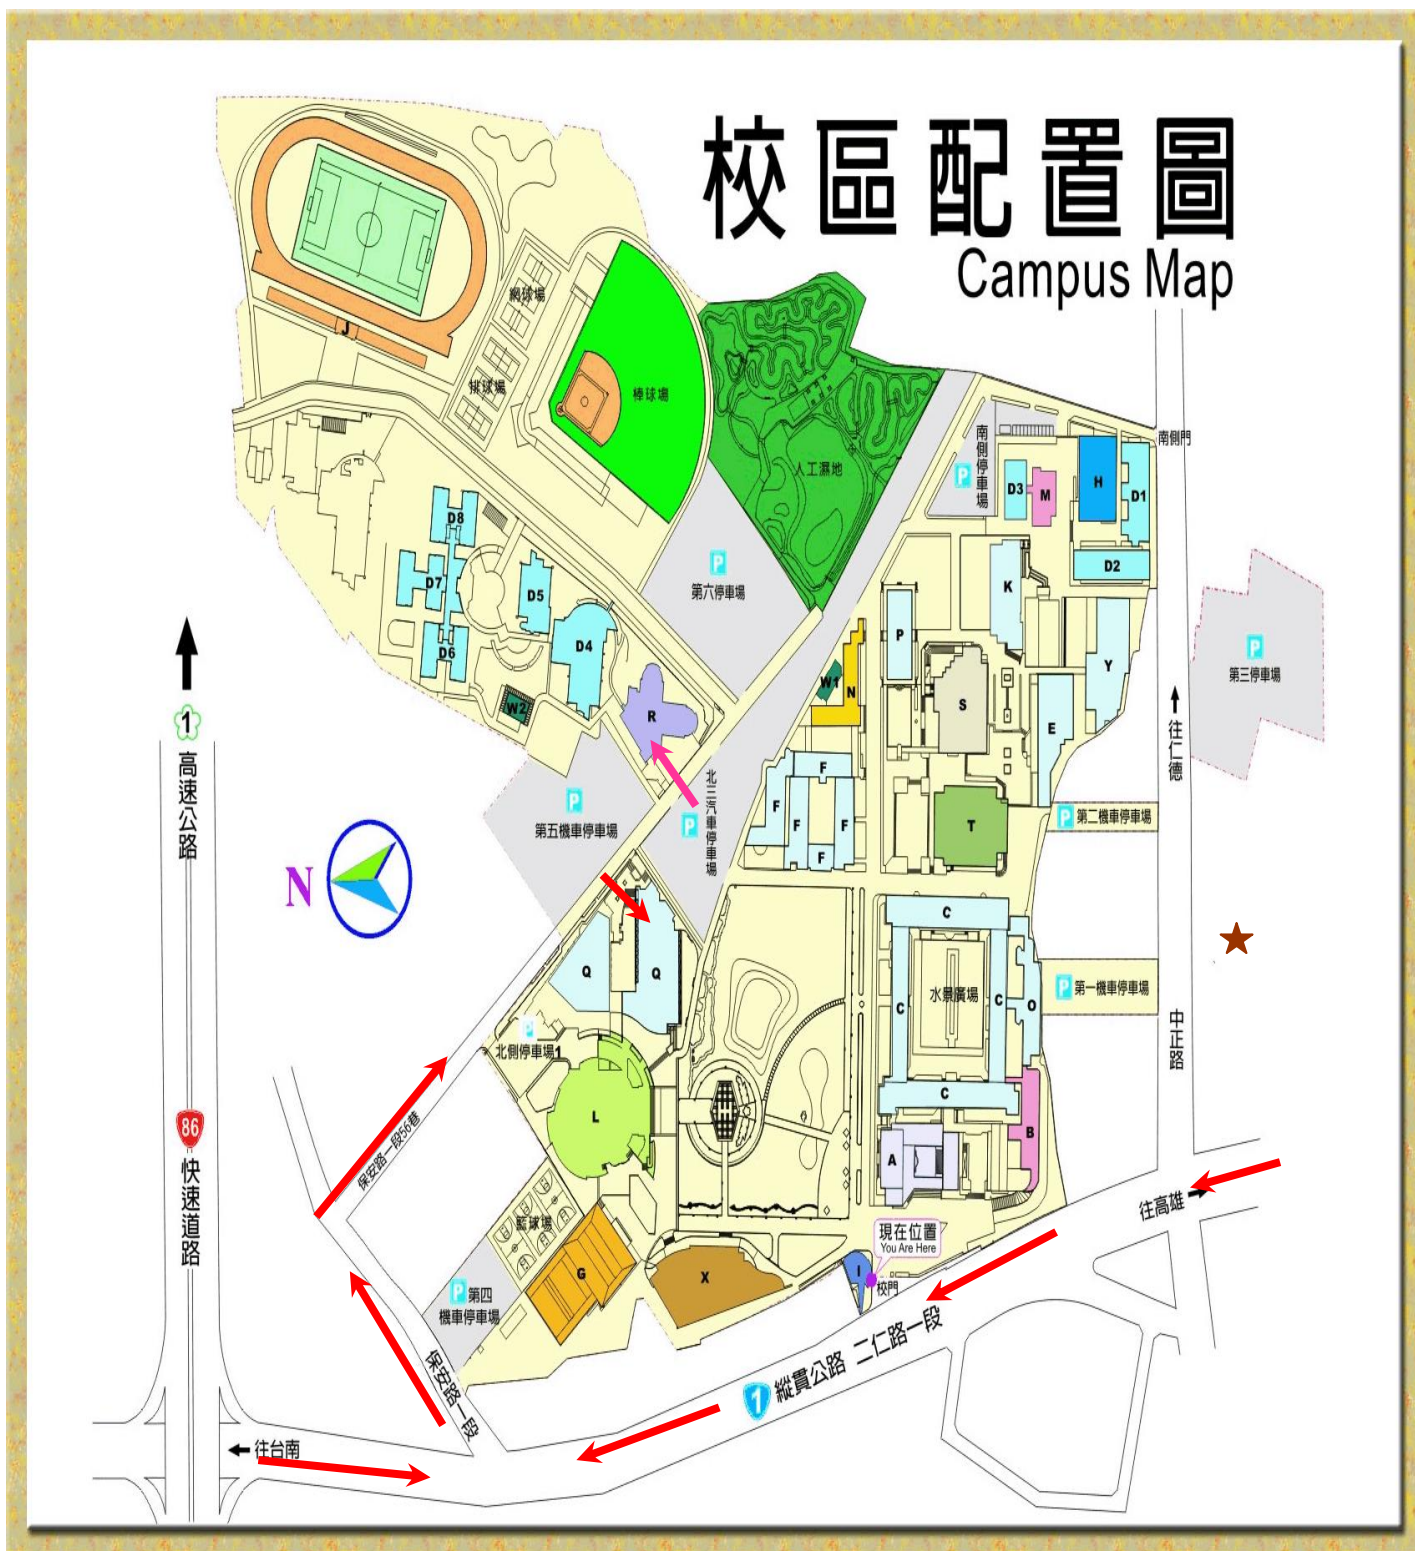 校區配置圖
Campus Map
網球場
J
排球場
棒球場
人工濕地
南側停車場
P
南側門
D3
M
H
D1
D2
D8
D7
D5
D6
D4
W2
R
P
第六停車場
K
P
Y
W1
N
S
E
P
第三停車場
往仁德
1
高速公路
P
第五機車停車場
北三汽車停車場
P
F
F
F
F
F
T
P
第二機車停車場
N
C
C
C
C
水景廣場
O
P
第一機車停車場
中正路
Q
Q
P
北側停車場1
L
保安路一段56巷
86
快速道路
A
B
籃球場
G
X
I
現在位置
You Are Here
校門
往高雄
P
第四
機車停車場
保安路一段
1
縱貫公路 二仁路一段
往台南